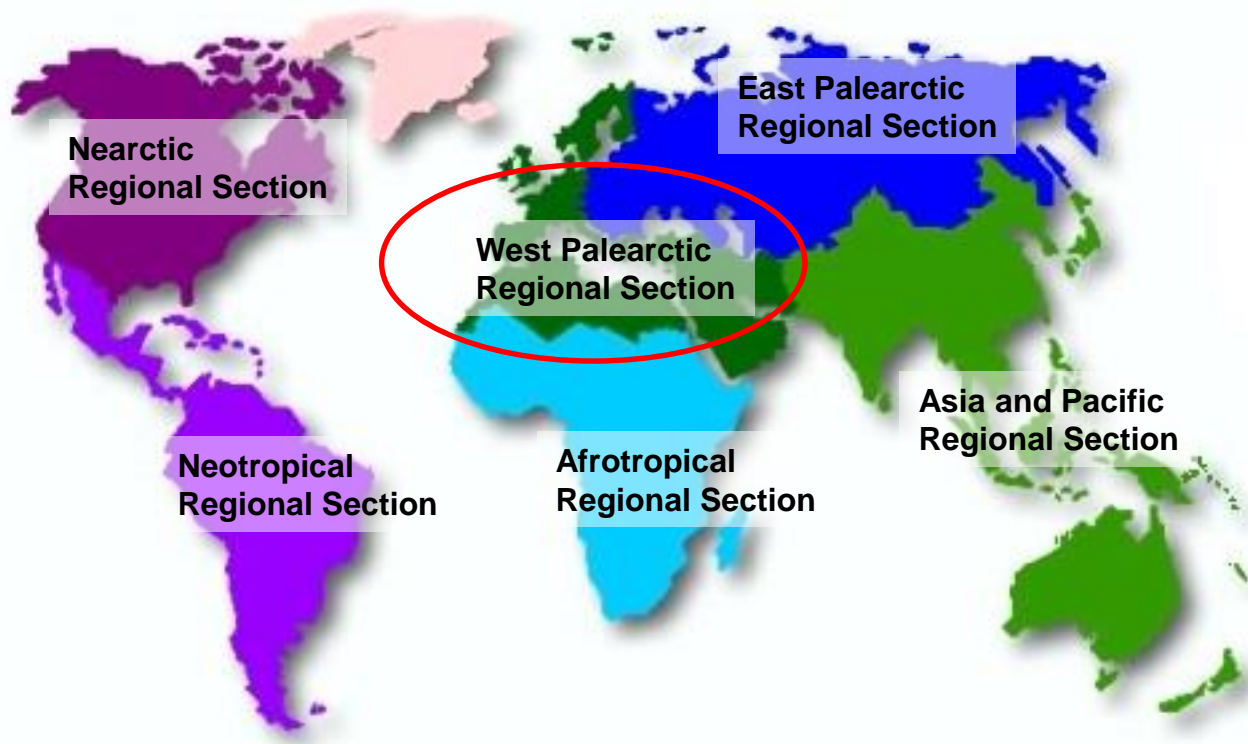 East Palearctic
Regional Section
Nearctic
Regional Section
West Palearctic
Regional Section
Asia and Pacific
Regional Section
Neotropical
Regional Section
Afrotropical
Regional Section